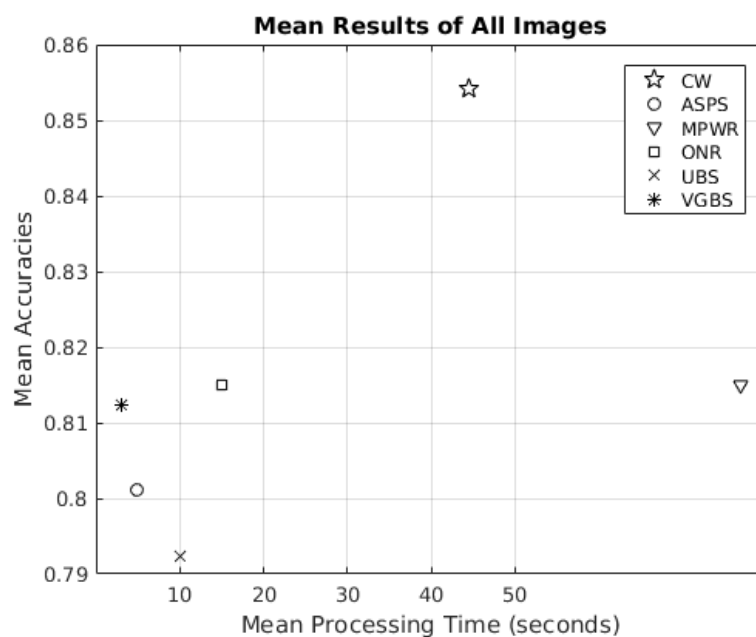 Mean Results of All Images
0.86
0.85
0.84
0.83
0.82
0.81
0.8
0.79
Mean Accuracies
CW
ASPS
MPWR
ONR
UBS
VGBS
10 20 30 40 50
Mean Processing Time (seconds)